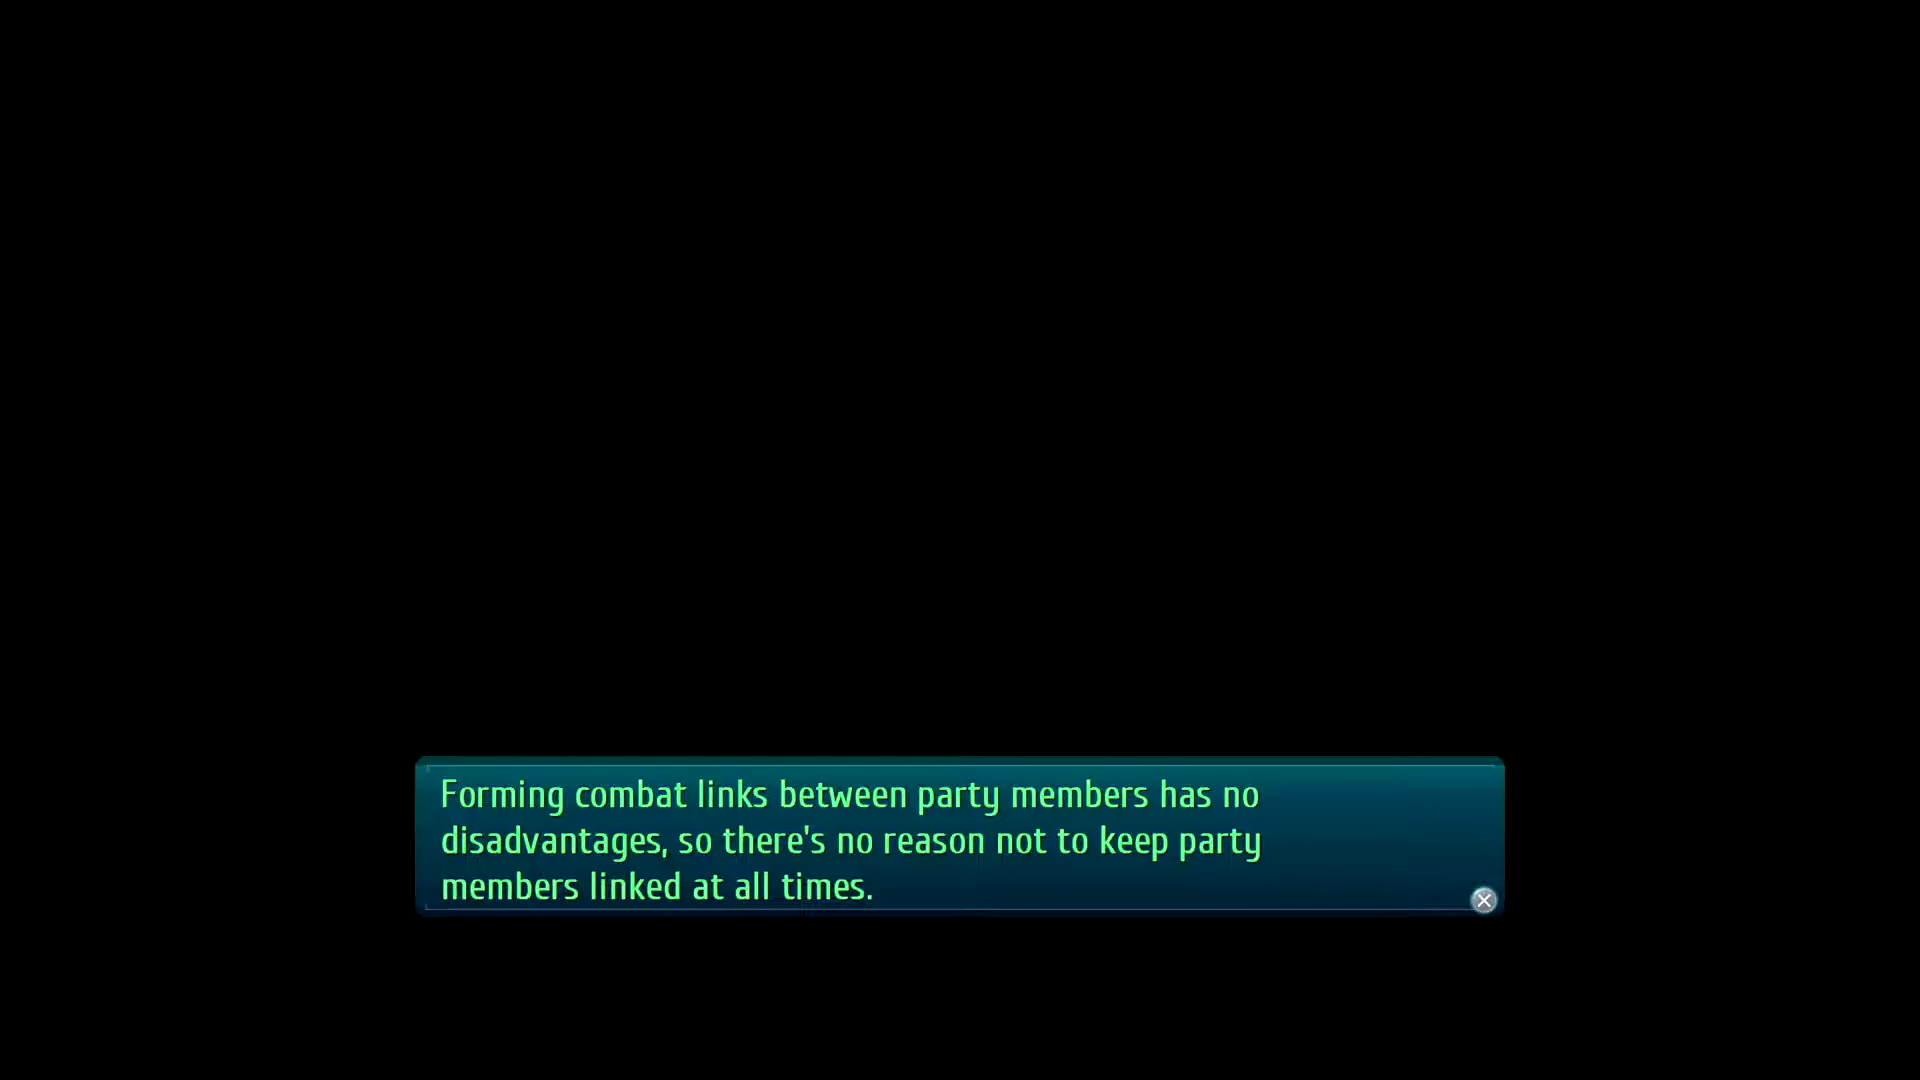 Forming combat links between party members has no
disadvantages, so there's no reason not to keep party
members linked at all times.